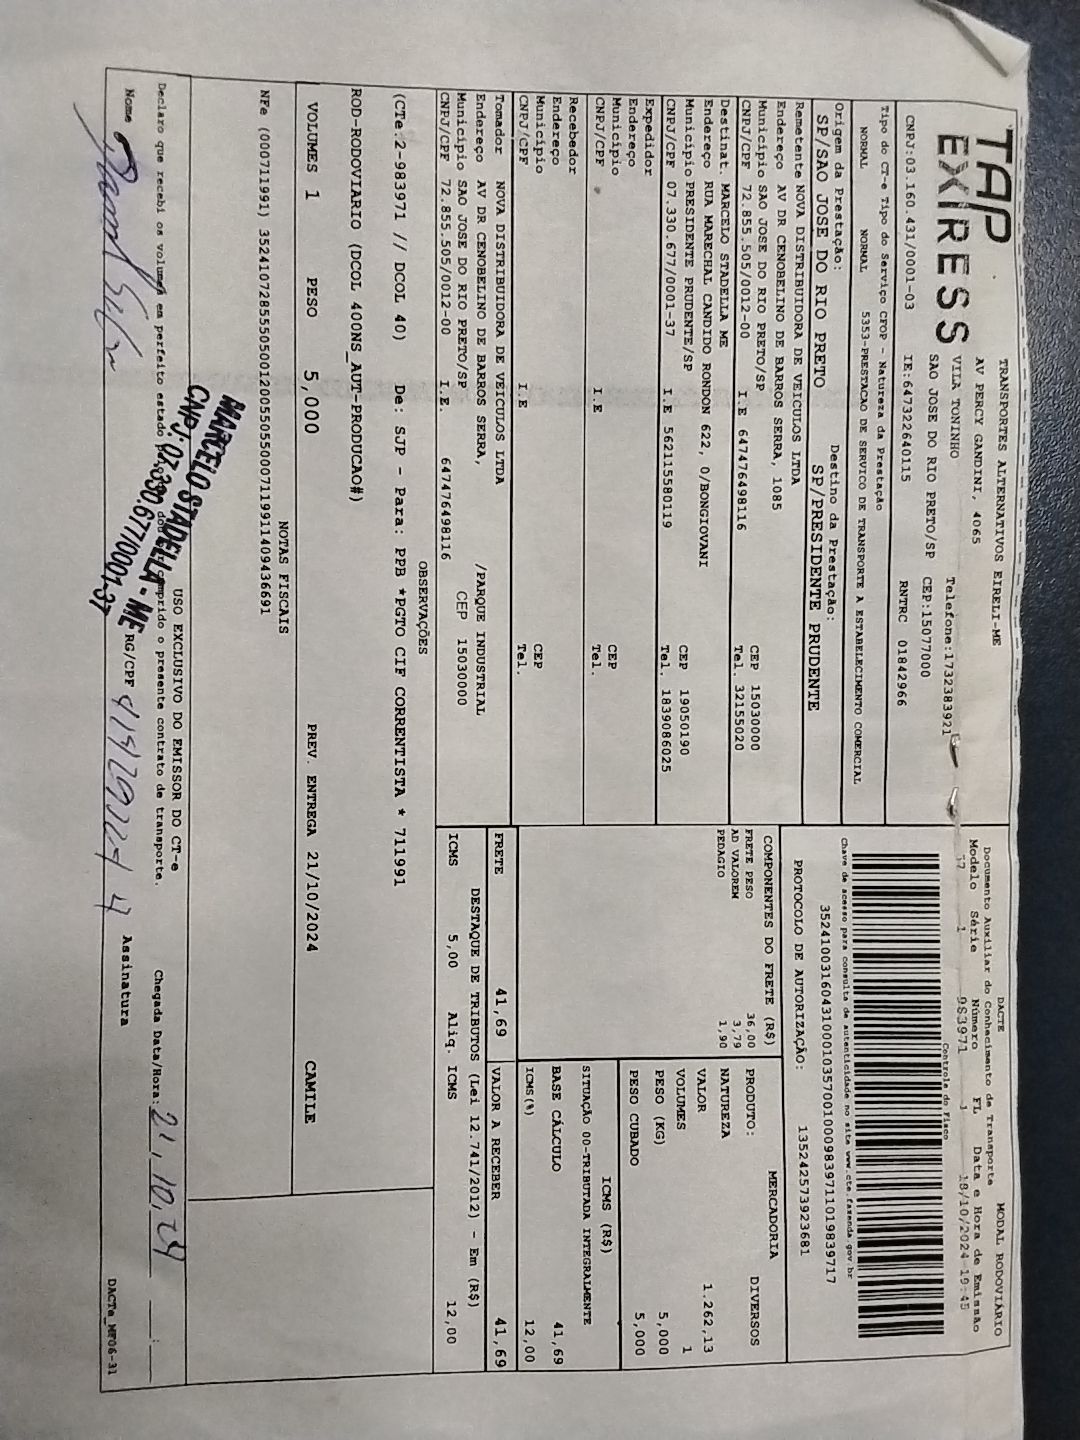 TAP
EXPRESS
TRANSPORTES ALTERNATIVOS EIRELI-ME
AV PERCY GANDINI, 4065
VILA TONINHO
Telefone:1732383921
SAO JOSE DO RIO PRETO/SP
CEP:15077000
CNPJ:03.160.431/0001-03
IE:647322640115
RNTRC 01842966
DACTE
MODAL RODOVIÁRIO
Documento Auxiliar do Conhecimento de Transporte
Modelo Série Número FL Data e Hora de Emissão
57 1 983971 1 18/10/2024 19:45
Controle do Fisco
Chave de acesso para consulta de autenticidade no site www.cte.fazenda.gov.br
35241003160431000103570010009839711019839717
PROTOCOLO DE AUTORIZAÇÃO: 135242573923681
Tipo do CT-e Tipo do Serviço CFOP - Natureza da Prestação
NORMAL NORMAL 5353-PRESTACAO DE SERVICO DE TRANSPORTE A ESTABELECIMENTO COMERCIAL
Origem da Prestação: Destino da Prestação:
SP/SAO JOSE DO RIO PRETO SP/PRESIDENTE PRUDENTE
Remetente NOVA DISTRIBUIDORA DE VEICULOS LTDA
Endereço AV DR CENOBELINO DE BARROS SERRA, 1085
Município SAO JOSE DO RIO PRETO/SP CEP 15030000
CNPJ/CPF 72.855.505/0012-00 I.E 647476498116 Tel. 32155020
Destinat. MARCELO STADELLA ME
Endereço RUA MARECHAL CANDIDO RONDON 622, 0/BONGIOVANI
Município PRESIDENTE PRUDENTE/SP CEP 19050190
CNPJ/CPF 07.330.677/0001-37 I.E 562115580119 Tel. 1839086025
Expedidor
Endereço
Município CEP
CNPJ/CPF I.E Tel.
Recebedor
Endereço
Município CEP
CNPJ/CPF I.E Tel.
Tomador NOVA DISTRIBUIDORA DE VEICULOS LTDA
Endereço AV DR CENOBELINO DE BARROS SERRA, /PARQUE INDUSTRIAL
Município SAO JOSE DO RIO PRETO/SP CEP 15030000
CNPJ/CPF 72.855.505/0012-00 I.E. 647476498116
COMPONENTES DO FRETE (R$)
FRETE PESO 36,00
AD VALOREM 3,79
PEDAGIO 1,90
MERCADORIA
PRODUTO: DIVERSOS
NATUREZA
VALOR 1.262,13
VOLUMES 1
PESO (KG) 5,000
PESO CUBADO 5,000
ICMS (R$)
SITUAÇÃO 00-TRIBUTADA INTEGRALMENTE
BASE CÁLCULO 41,69
ICMS(%) 12,00
FRETE 41,69 VALOR A RECEBER 41,69
DESTAQUE DE TRIBUTOS (Lei 12.741/2012) - Em (R$)
ICMS 5,00 Aliq. ICMS 12,00
OBSERVAÇÕES
(CTe:2-983971 // DCOL 40) De: SJP - Para: PPB *PGTO CIF CORRENTISTA * 711991
ROD-RODOVIARIO (DCOL 400NS_AUT-PRODUCAO#)
VOLUMES 1 PESO 5,000 PREV. ENTREGA 21/10/2024 CAMILE
NOTAS FISCAIS
NFe (000711991) 35241072855505001200550550007119911409436691
USO EXCLUSIVO DO EMISSOR DO CT-e
Declaro que recebi os volumes em perfeito estado cumprido o presente contrato de transporte.
Chegada Data/Hora: 21.10.24 :
MARCELO STADELLA - ME
CNPJ: 07.330.677/0001-37
Nome RG/CPF Assinatura
DACTe_MF06-31